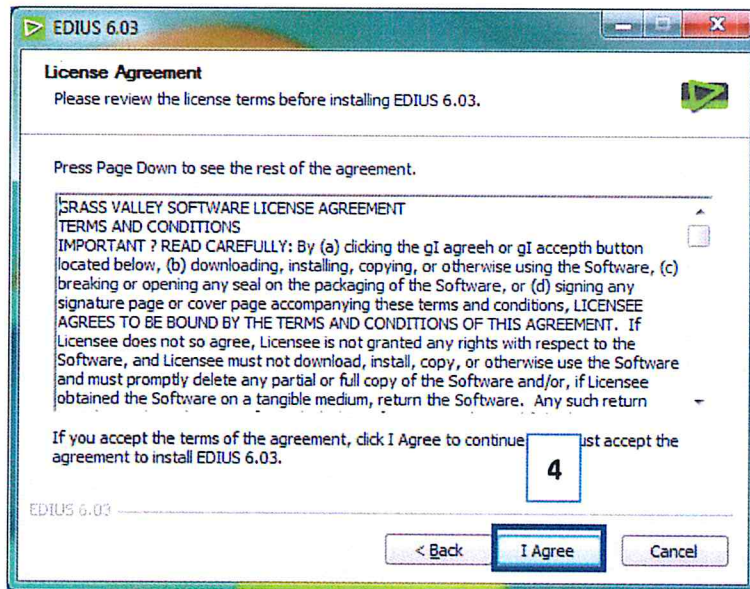 EDIUS 6.03
License Agreement
Please review the license terms before installing EDIUS 6.03.
Press Page Down to see the rest of the agreement.
GRASS VALLEY SOFTWARE LICENSE AGREEMENT
TERMS AND CONDITIONS
IMPORTANT ? READ CAREFULLY: By (a) clicking the gI agreeh or gI accepth button
located below, (b) downloading, installing, copying, or otherwise using the Software, (c)
breaking or opening any seal on the packaging of the Software, or (d) signing any
signature page or cover page accompanying these terms and conditions, LICENSEE
AGREES TO BE BOUND BY THE TERMS AND CONDITIONS OF THIS AGREEMENT. If
Licensee does not so agree, Licensee is not granted any rights with respect to the
Software, and Licensee must not download, install, copy, or otherwise use the Software
and must promptly delete any partial or full copy of the Software and/or, if Licensee
obtained the Software on a tangible medium, return the Software. Any such return
If you accept the terms of the agreement, click I Agree to continue ust accept the
agreement to install EDIUS 6.03.
4
EDIUS 6.03
< Back I Agree Cancel